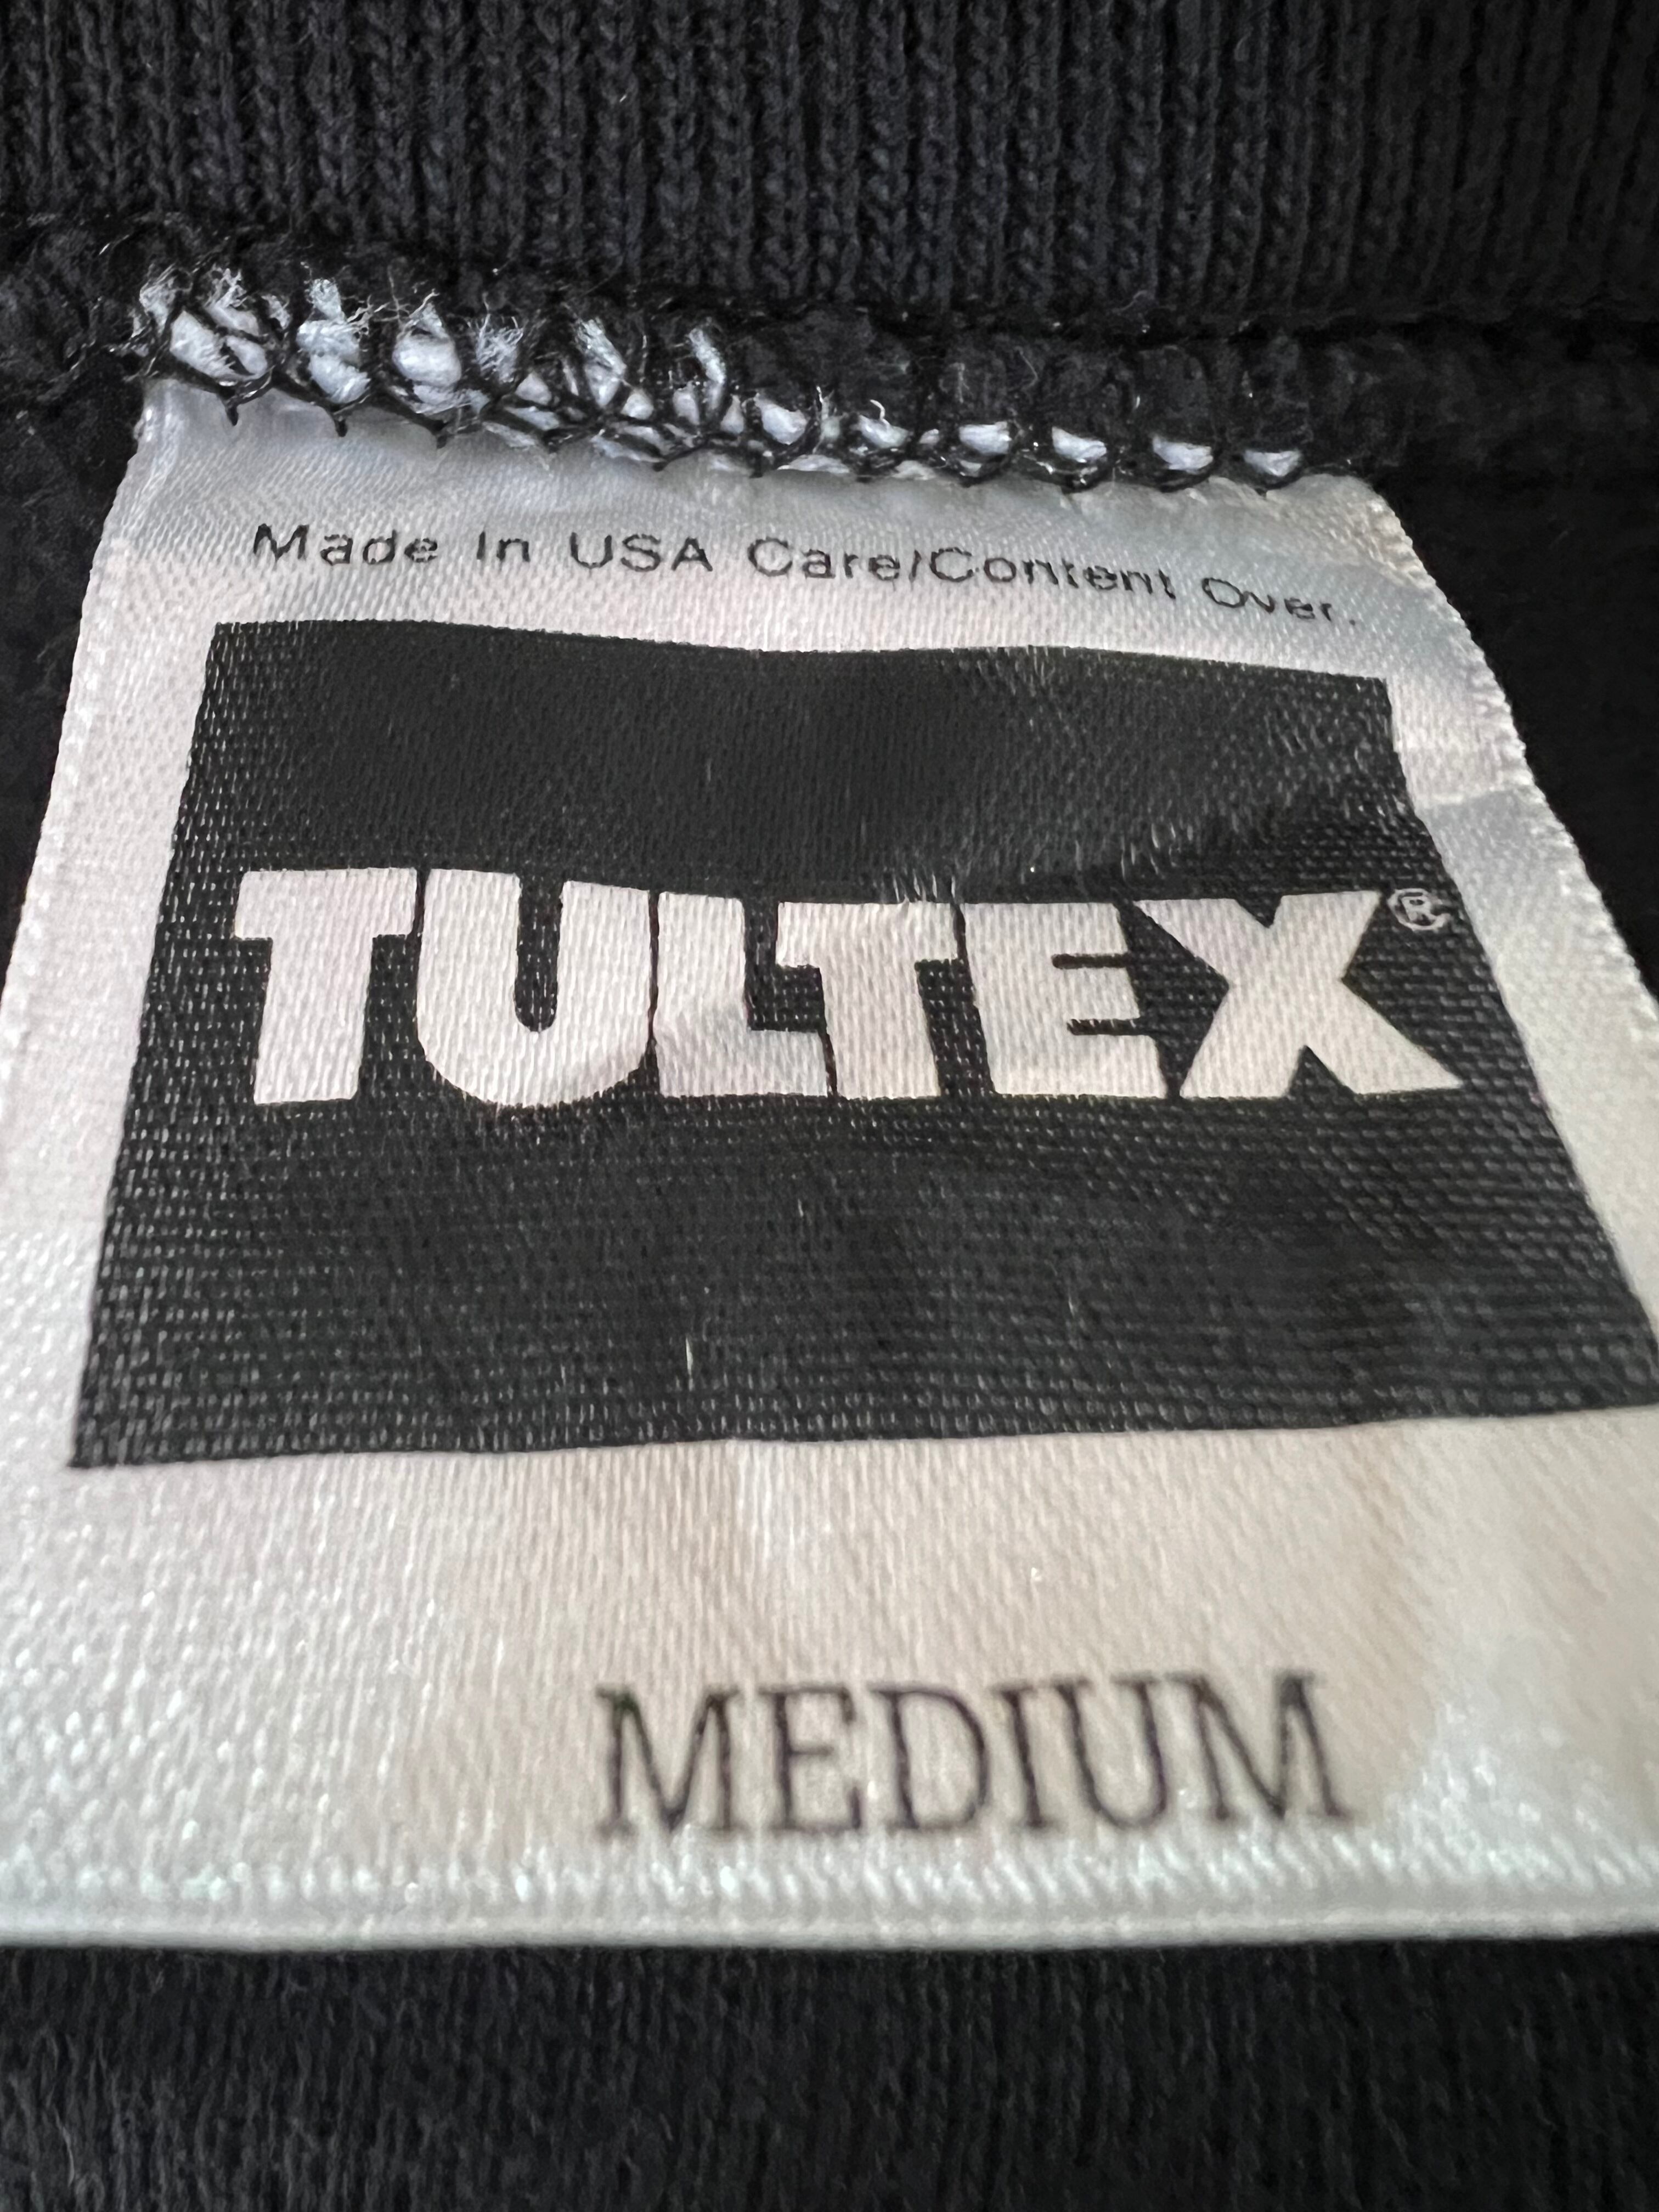 Made In USA Care/Content Over.
TULTEX®
MEDIUM